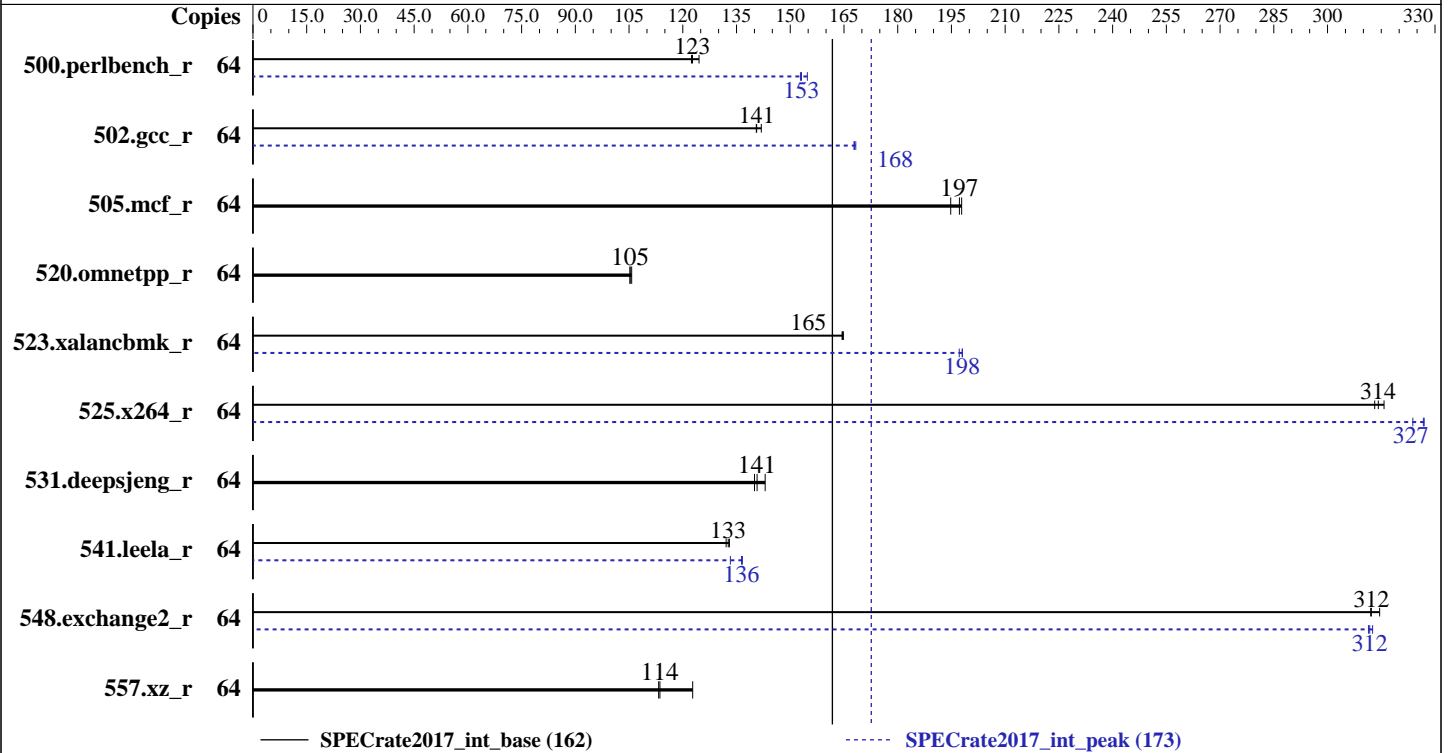 Copies 0 15.0 30.0 45.0 60.0 75.0 90.0 105 120 135 150 165 180 195 210 225 240 255 270 285 300 330
123
500.perlbench_r 64
153
141
502.gcc_r 64
168
197
505.mcf_r 64
105
520.omnetpp_r 64
165
523.xalancbmk_r 64
198
314
525.x264_r 64
327
141
531.deepsjeng_r 64
133
541.leela_r 64
136
312
548.exchange2_r 64
312
114
557.xz_r 64
SPECrate2017_int_base (162) SPECrate2017_int_peak (173)